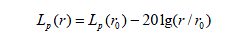 Lₚ(r) = Lₚ(r₀) − 20lg(r / r₀)